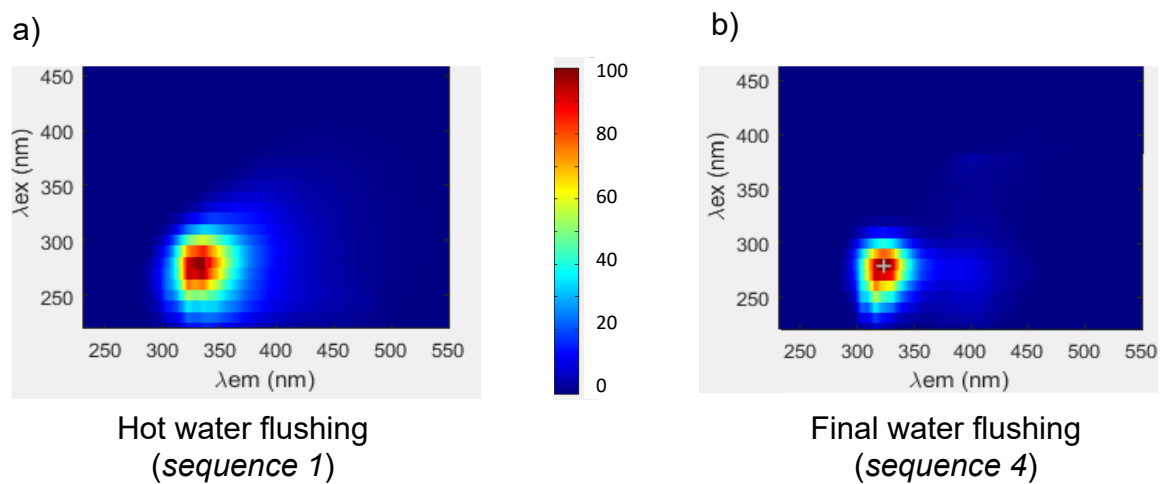 a)
450
400
350
300
250
λex (nm)
250 300 350 400 450 500 550
λem (nm)
Hot water flushing
(sequence 1)
100
80
60
40
20
0
b)
450
400
350
300
250
λex (nm)
250 300 350 400 450 500 550
λem (nm)
Final water flushing
(sequence 4)